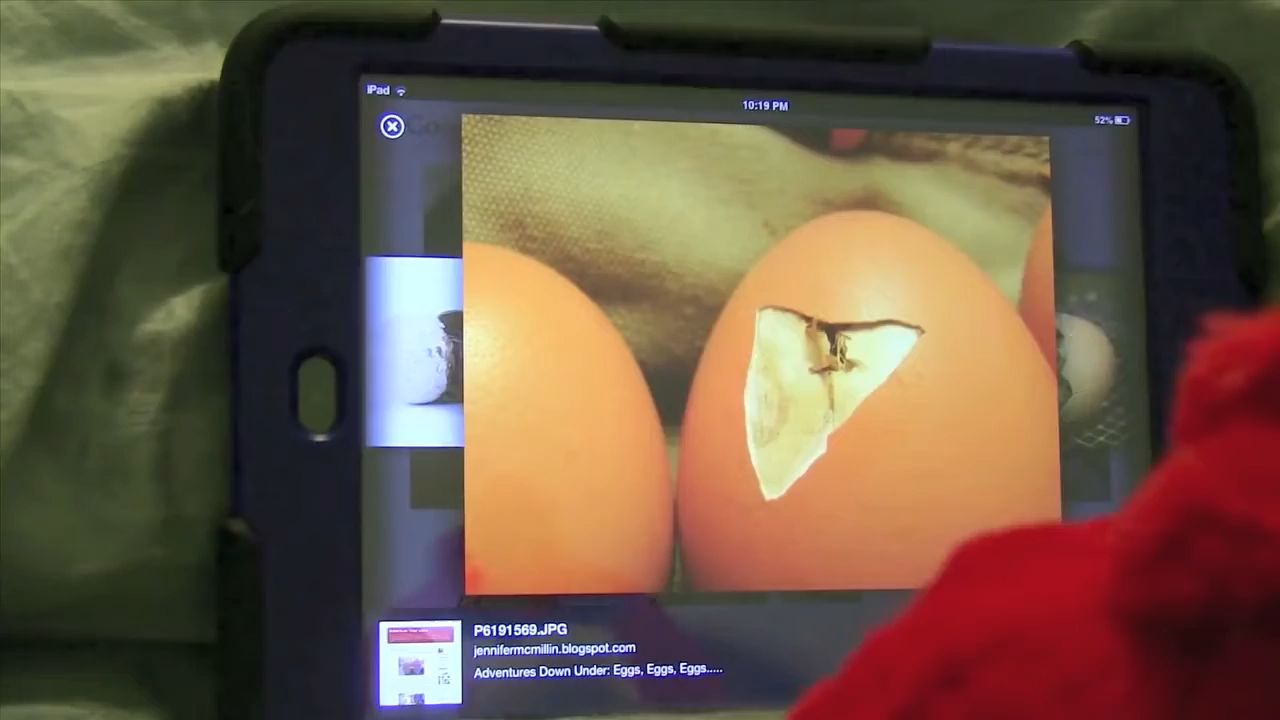 iPad
10:19 PM
52%
P6191569.JPG
jennifermcmillin.blogspot.com
Adventures Down Under: Eggs, Eggs, Eggs.....